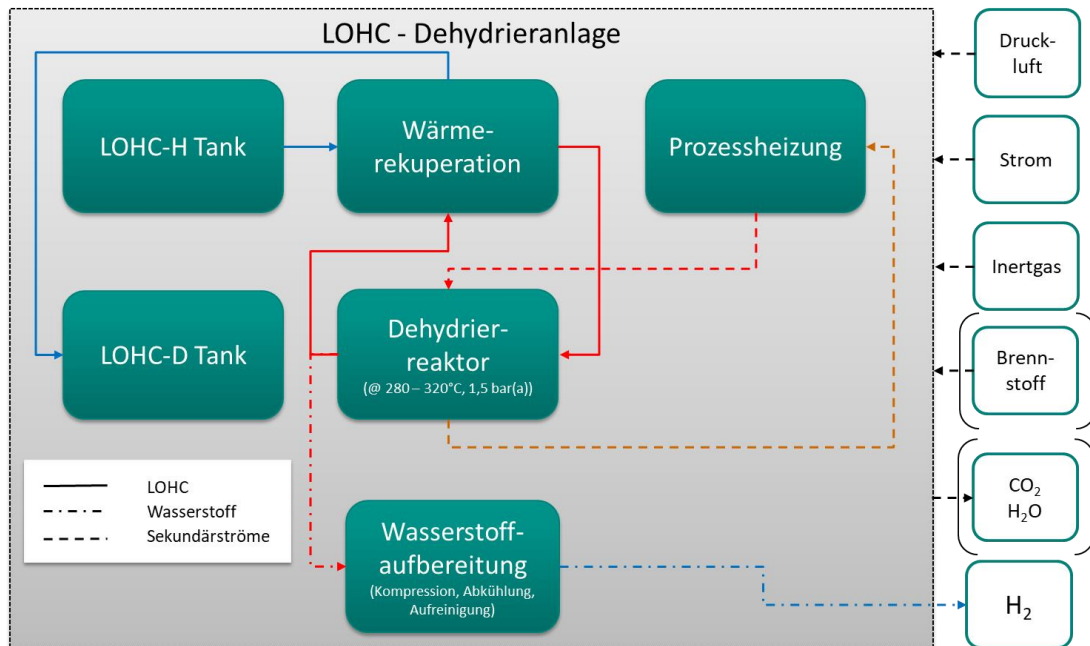 LOHC - Dehydrieranlage
LOHC-H Tank
Wärme-
rekuperation
Prozessheizung
LOHC-D Tank
Dehydrier-
reaktor
(@ 280 – 320°C, 1,5 bar(a))
LOHC
Wasserstoff
Sekundärströme
Wasserstoff-
aufbereitung
(Kompression, Abkühlung,
Aufreinigung)
Druck-
luft
Strom
Inertgas
Brenn-
stoff
CO₂
H₂O
H₂